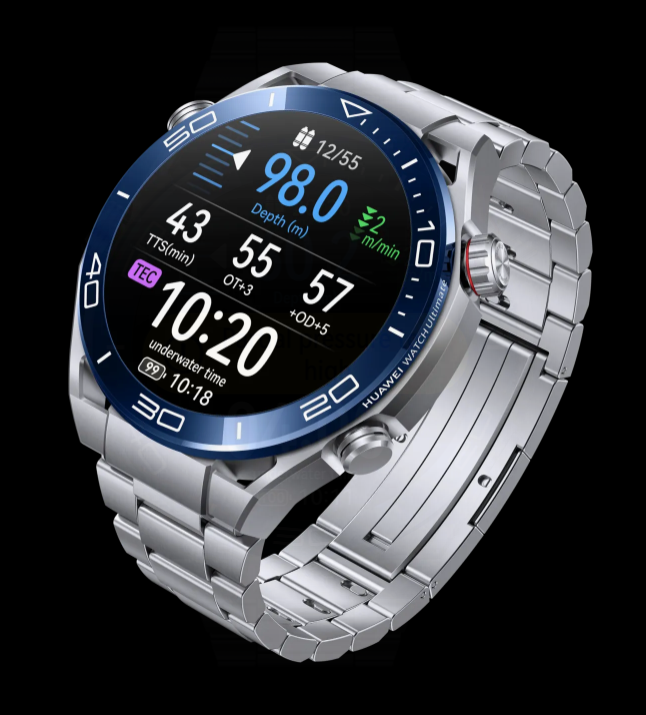 12/55
98.0
Depth (m)
2
m/min
43
TTS(min)
55
OT+3
57
+OD+5
TEC
10:20
underwater time
99
10:18
50
10
20
30
40
HUAWEI WATCH Ultimate